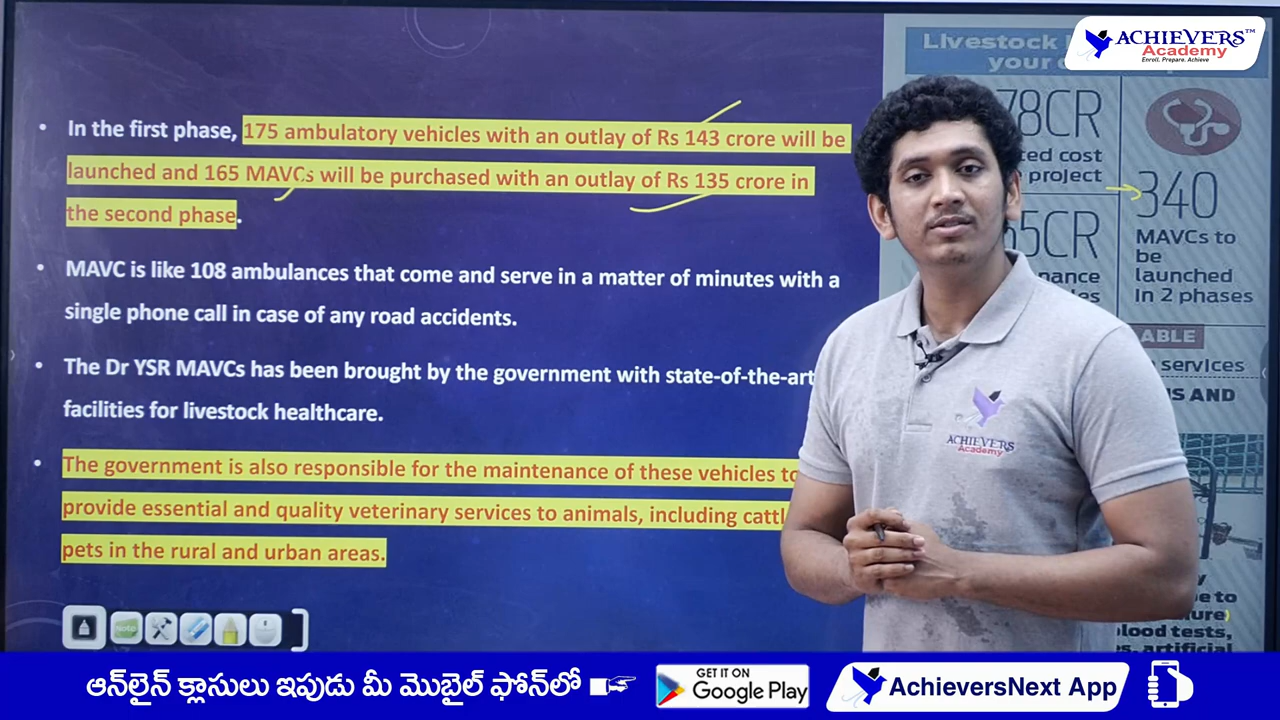 ACHIEVERS™
Academy
Enroll. Prepare. Achieve
Livestock
your
In the first phase, 175 ambulatory vehicles with an outlay of Rs 143 crore will be
launched and 165 MAVCs will be purchased with an outlay of Rs 135 crore in
the second phase.
MAVC is like 108 ambulances that come and serve in a matter of minutes with a
single phone call in case of any road accidents.
The Dr YSR MAVCs has been brought by the government with state-of-the-art
facilities for livestock healthcare.
The government is also responsible for the maintenance of these vehicles to
provide essential and quality veterinary services to animals, including
pets in the rural and urban areas.
78CR
cost
project
5CR
340
MAVCs to
be
launched
In 2 phases
ABLE
services
AND
to
blood tests,
artificial
ACHIEVERS
Academy
ఆన్‌లైన్ క్లాసులు ఇపుడు మీ మొబైల్ ఫోన్‌లో
GET IT ON
Google Play
AchieversNext App